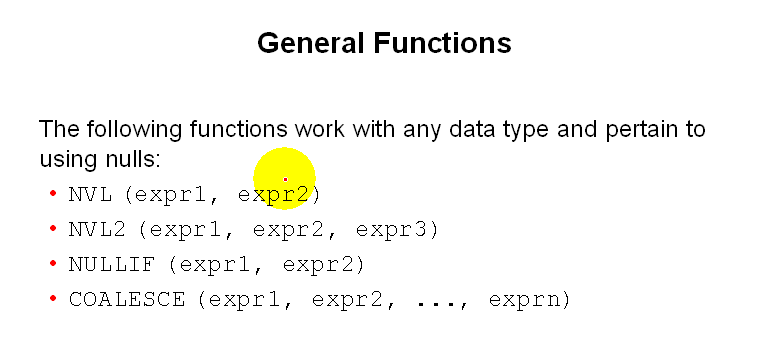 General Functions
The following functions work with any data type and pertain to
using nulls:
• NVL (expr1, expr2)
• NVL2 (expr1, expr2, expr3)
• NULLIF (expr1, expr2)
• COALESCE (expr1, expr2, ..., exprn)